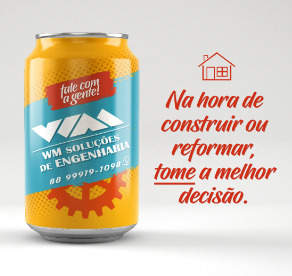 fale com
a gente!
WM
WM SOLUÇÕES
DE ENGENHARIA
88 99919-1098
Na hora de
construir ou
reformar,
tome a melhor
decisão.